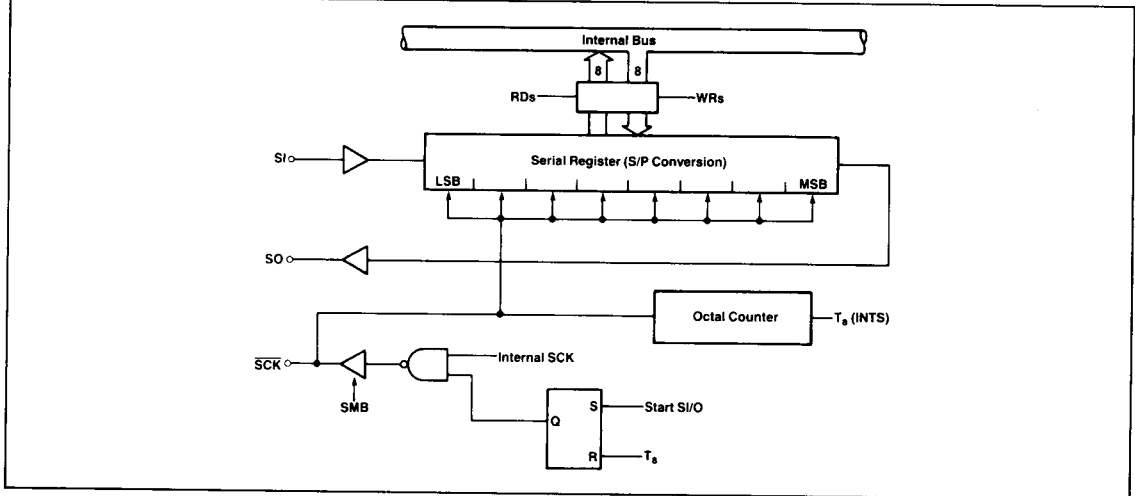 Internal Bus
8 8
RDs WRs
SI
Serial Register (S/P Conversion)
LSB MSB
SO
Octal Counter T8 (INTS)
SCK
Internal SCK
SMB
S Start SI/O
Q
R T8